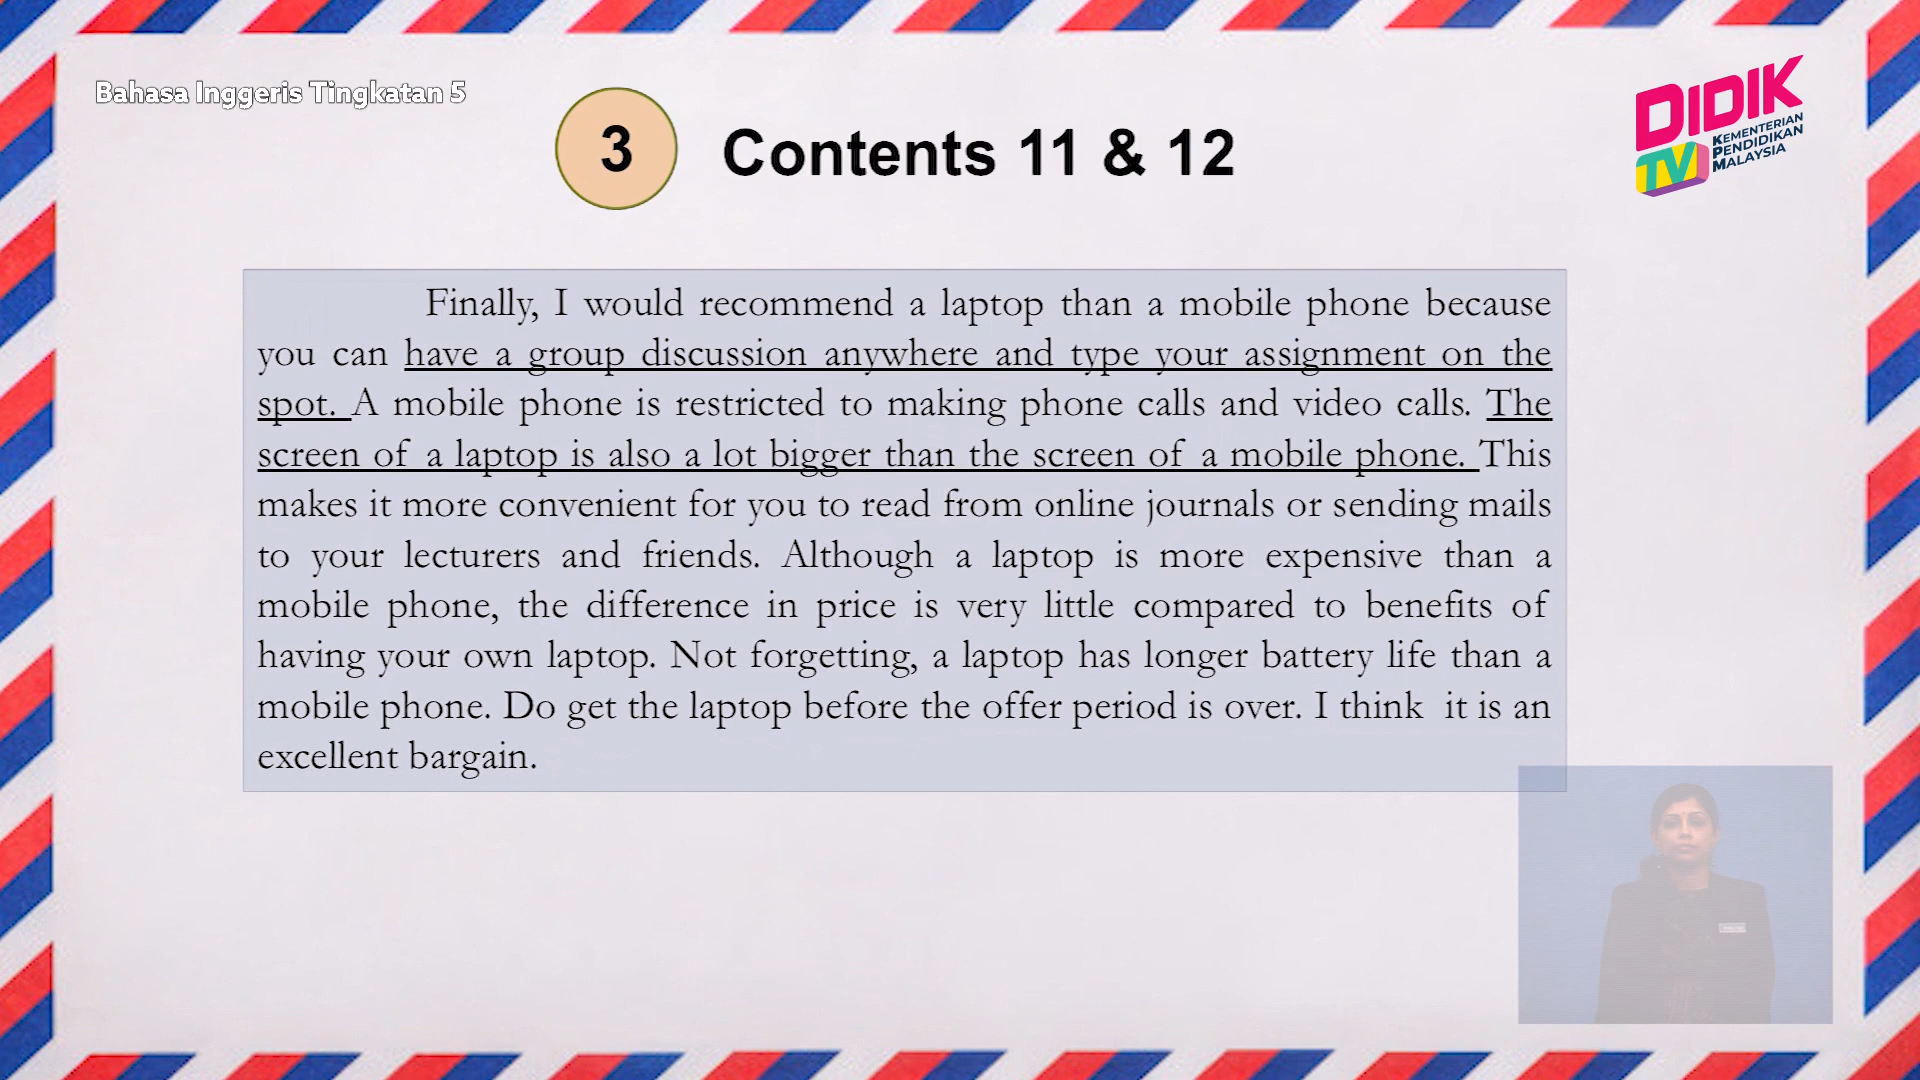 Bahasa Inggeris Tingkatan 5
DIDIK
TV
KEMENTERIAN
PENDIDIKAN
MALAYSIA
3
Contents 11 & 12
Finally, I would recommend a laptop than a mobile phone because
you can have a group discussion anywhere and type your assignment on the
spot. A mobile phone is restricted to making phone calls and video calls. The
screen of a laptop is also a lot bigger than the screen of a mobile phone. This
makes it more convenient for you to read from online journals or sending mails
to your lecturers and friends. Although a laptop is more expensive than a
mobile phone, the difference in price is very little compared to benefits of
having your own laptop. Not forgetting, a laptop has longer battery life than a
mobile phone. Do get the laptop before the offer period is over. I think it is an
excellent bargain.